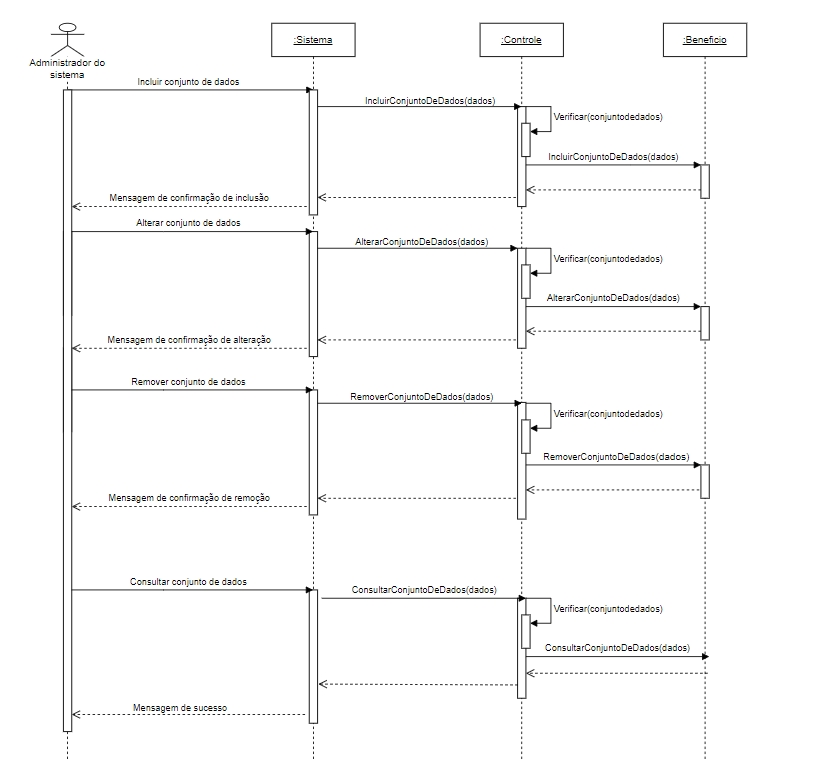 :Sistema
:Controle
:Beneficio
Administrador do
sistema
Incluir conjunto de dados
IncluirConjuntoDeDados(dados)
Verificar(conjuntodedados)
IncluirConjuntoDeDados(dados)
Mensagem de confirmação de inclusão
Alterar conjunto de dados
AlterarConjuntoDeDados(dados)
Verificar(conjuntodedados)
AlterarConjuntoDeDados(dados)
Mensagem de confirmação de alteração
Remover conjunto de dados
RemoverConjuntoDeDados(dados)
Verificar(conjuntodedados)
RemoverConjuntoDeDados(dados)
Mensagem de confirmação de remoção
Consultar conjunto de dados
ConsultarConjuntoDeDados(dados)
Verificar(conjuntodedados)
ConsultarConjuntoDeDados(dados)
Mensagem de sucesso